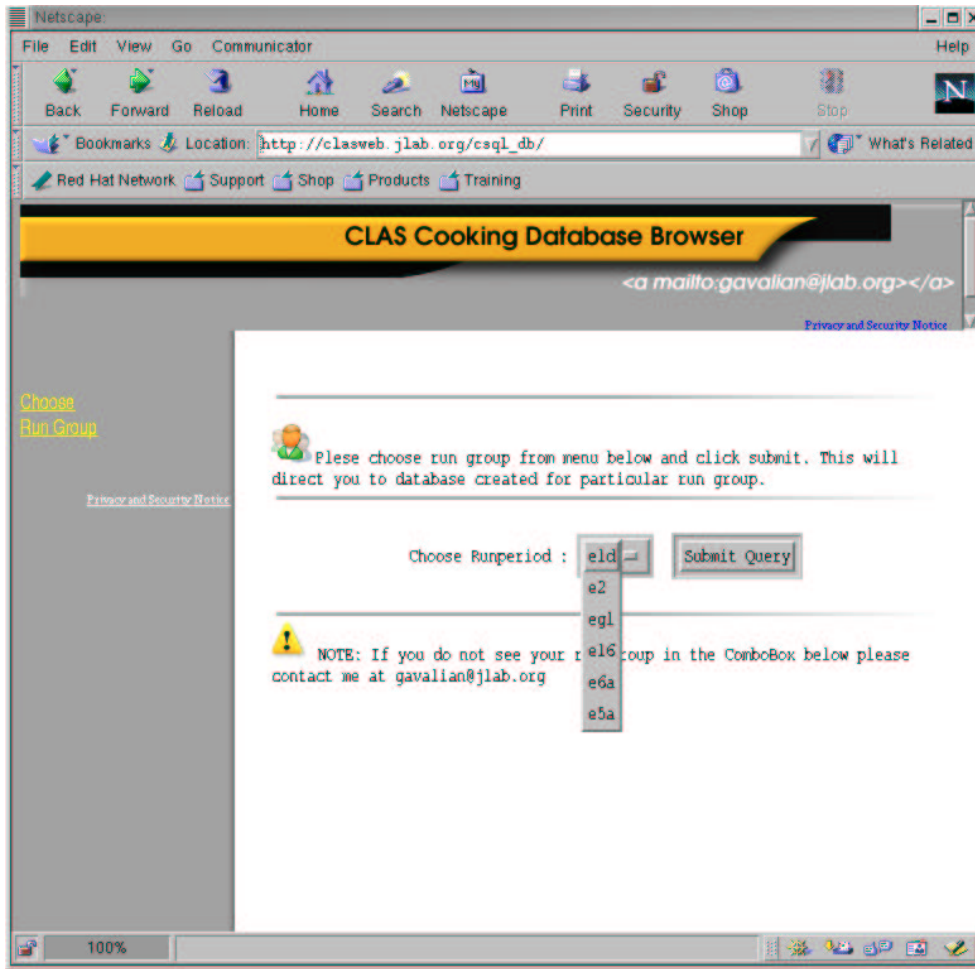 Netscape:
File Edit View Go Communicator Help
Back Forward Reload Home Search Netscape Print Security Shop Stop
N
Bookmarks Location: http://clasweb.jlab.org/csql_db/ What's Related
Red Hat Network Support Shop Products Training
CLAS Cooking Database Browser
<a mailto:gavalian@jlab.org></a>
Privacy and Security Notice
Choose
Run Group
Privacy and Security Notice
Plese choose run group from menu below and click submit. This will
direct you to database created for particular run group.
Choose Runperiod : e1d Submit Query
e2
eg1
e16
e6a
e5a
NOTE: If you do not see your r oup in the ComboBox below please
contact me at gavalian@jlab.org
100%